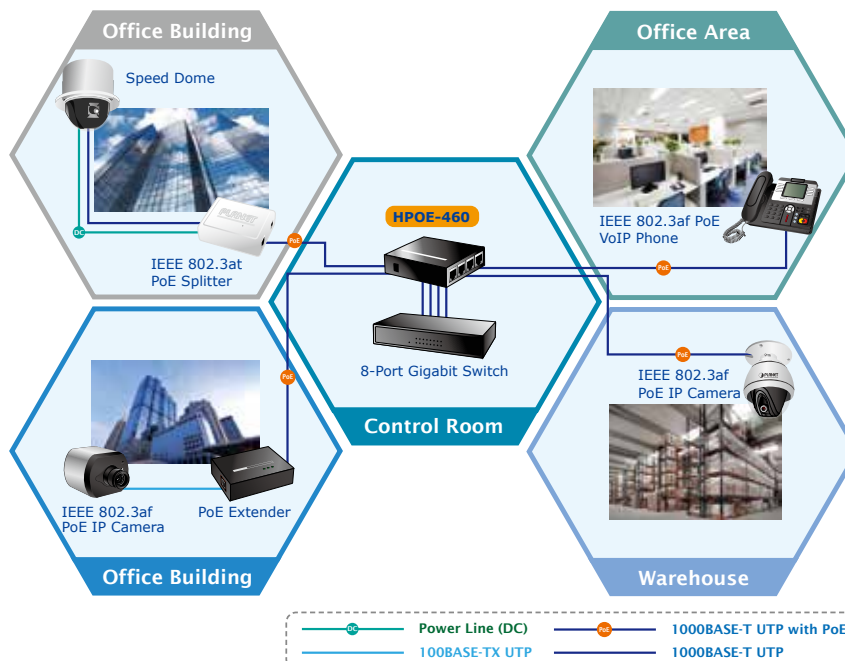 Office Building
Speed Dome
PLANET
DC
IEEE 802.3at
PoE Splitter
PoE
Office Area
IEEE 802.3af PoE
VoIP Phone
PoE
HPOE-460
8-Port Gigabit Switch
Control Room
PoE
IEEE 802.3af
PoE IP Camera
PoE Extender
Office Building
PoE
IEEE 802.3af
PoE IP Camera
PLANET
Warehouse
DC
Power Line (DC)
PoE
1000BASE-T UTP with PoE
100BASE-TX UTP
1000BASE-T UTP